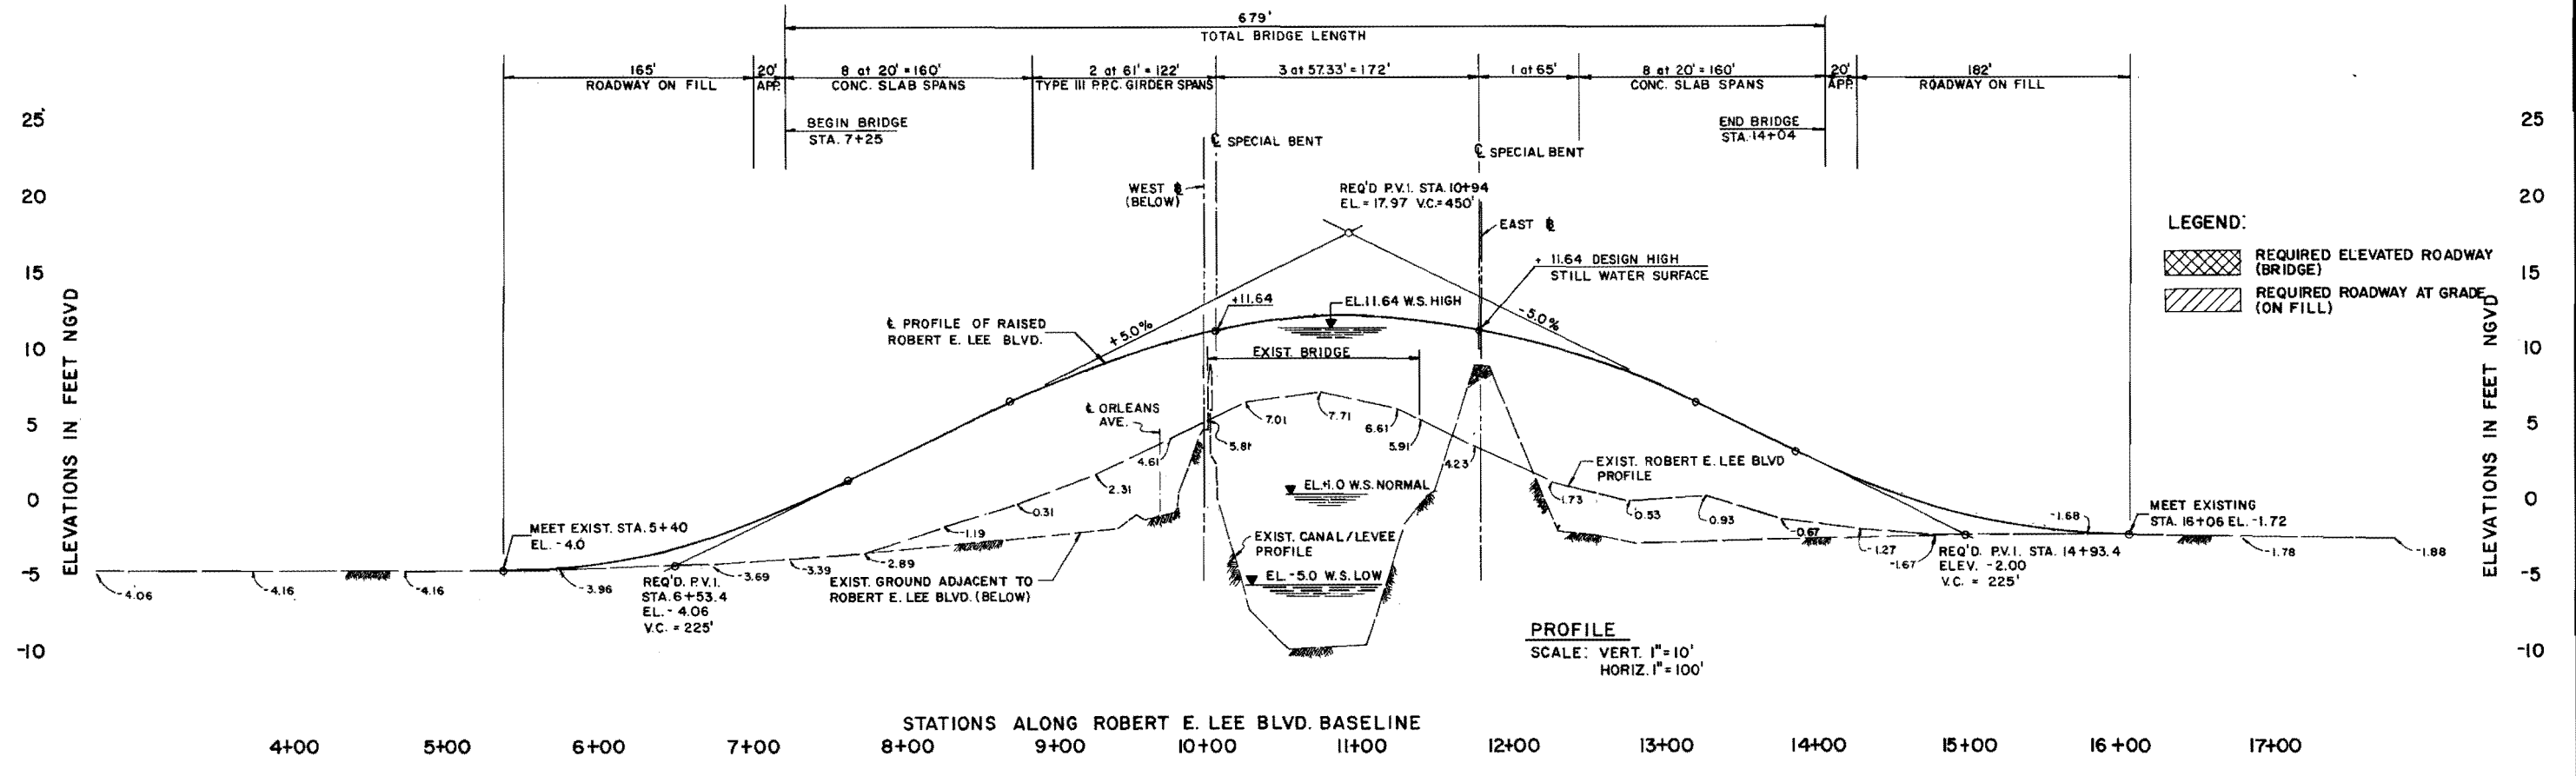 679'
TOTAL BRIDGE LENGTH
165'
ROADWAY ON FILL
20'
APP.
8 at 20' = 160'
CONC. SLAB SPANS
2 at 61' = 122'
TYPE III P.P.C. GIRDER SPANS
3 at 57.33' = 172'
1 at 65'
8 at 20' = 160'
CONC. SLAB SPANS
20'
APP.
182'
ROADWAY ON FILL
BEGIN BRIDGE
STA. 7+25
END BRIDGE
STA. 14+04
℄ SPECIAL BENT
℄ SPECIAL BENT
WEST
(BELOW)
REQ'D P.V.I. STA. 10+94
EL. = 17.97 V.C. = 450'
EAST
+ 11.64 DESIGN HIGH
STILL WATER SURFACE
LEGEND:
REQUIRED ELEVATED ROADWAY
(BRIDGE)
REQUIRED ROADWAY AT GRADE
(ON FILL)
25
20
15
10
5
0
-5
-10
ELEVATIONS IN FEET NGVD
25
20
15
10
5
0
-5
-10
ELEVATIONS IN FEET NGVD
℄ PROFILE OF RAISED
ROBERT E. LEE BLVD.
+5.0%
+11.64
EL. 11.64 W.S. HIGH
-5.0%
EXIST. BRIDGE
℄ ORLEANS
AVE.
4.61
5.81
7.01
7.71
6.61
5.91
4.23
2.31
0.31
-1.19
EL.+1.0 W.S. NORMAL
EXIST. ROBERT E. LEE BLVD
PROFILE
1.73
0.53
0.93
-0.67
-1.27
-1.67
-1.68
MEET EXISTING
STA. 16+06 EL. -1.72
-1.78
-1.88
MEET EXIST. STA. 5+40
EL. -4.0
-4.06
-4.16
-4.16
-3.96
-3.69
-3.39
-2.89
REQ'D. P.V.I.
STA. 6+53.4
EL. - 4.06
V.C. = 225'
EXIST. GROUND ADJACENT TO
ROBERT E. LEE BLVD. (BELOW)
EXIST. CANAL/LEVEE
PROFILE
EL. -5.0 W.S. LOW
REQ'D. P.V.I. STA. 14+93.4
ELEV. -2.00
V.C. = 225'
PROFILE
SCALE: VERT. 1"=10'
HORIZ. 1"=100'
STATIONS ALONG ROBERT E. LEE BLVD. BASELINE
4+00 5+00 6+00 7+00 8+00 9+00 10+00 11+00 12+00 13+00 14+00 15+00 16+00 17+00